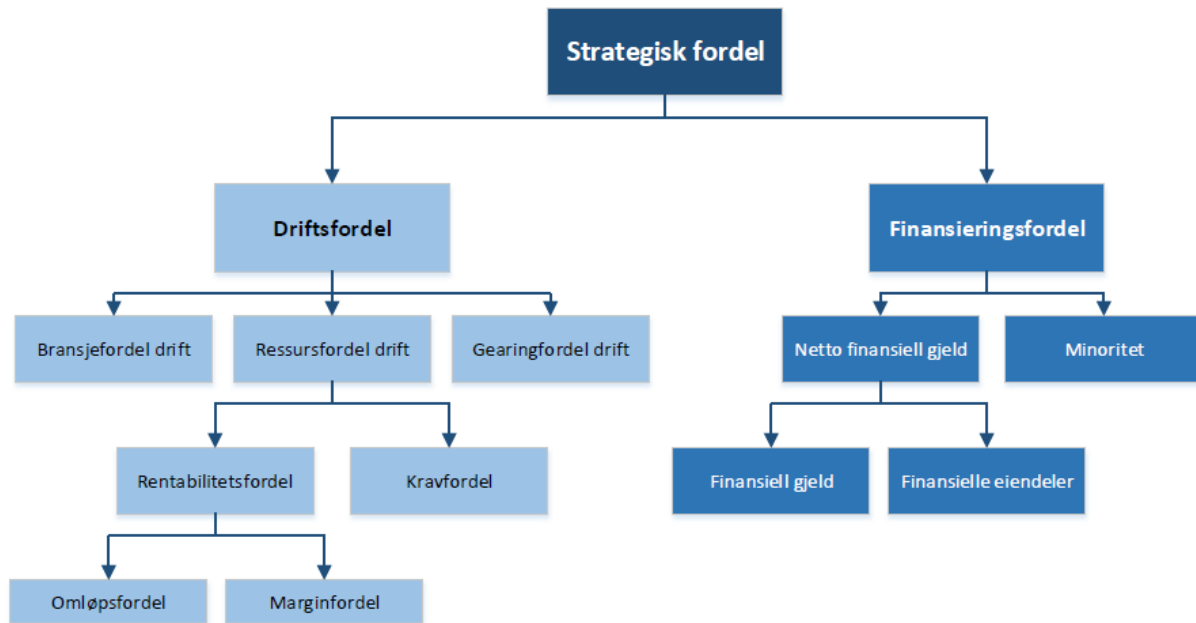 Strategisk fordel
Driftsfordel
Finansieringsfordel
Bransjefordel drift
Ressursfordel drift
Gearingfordel drift
Netto finansiell gjeld
Minoritet
Rentabilitetsfordel
Kravfordel
Finansiell gjeld
Finansielle eiendeler
Omløpsfordel
Marginfordel